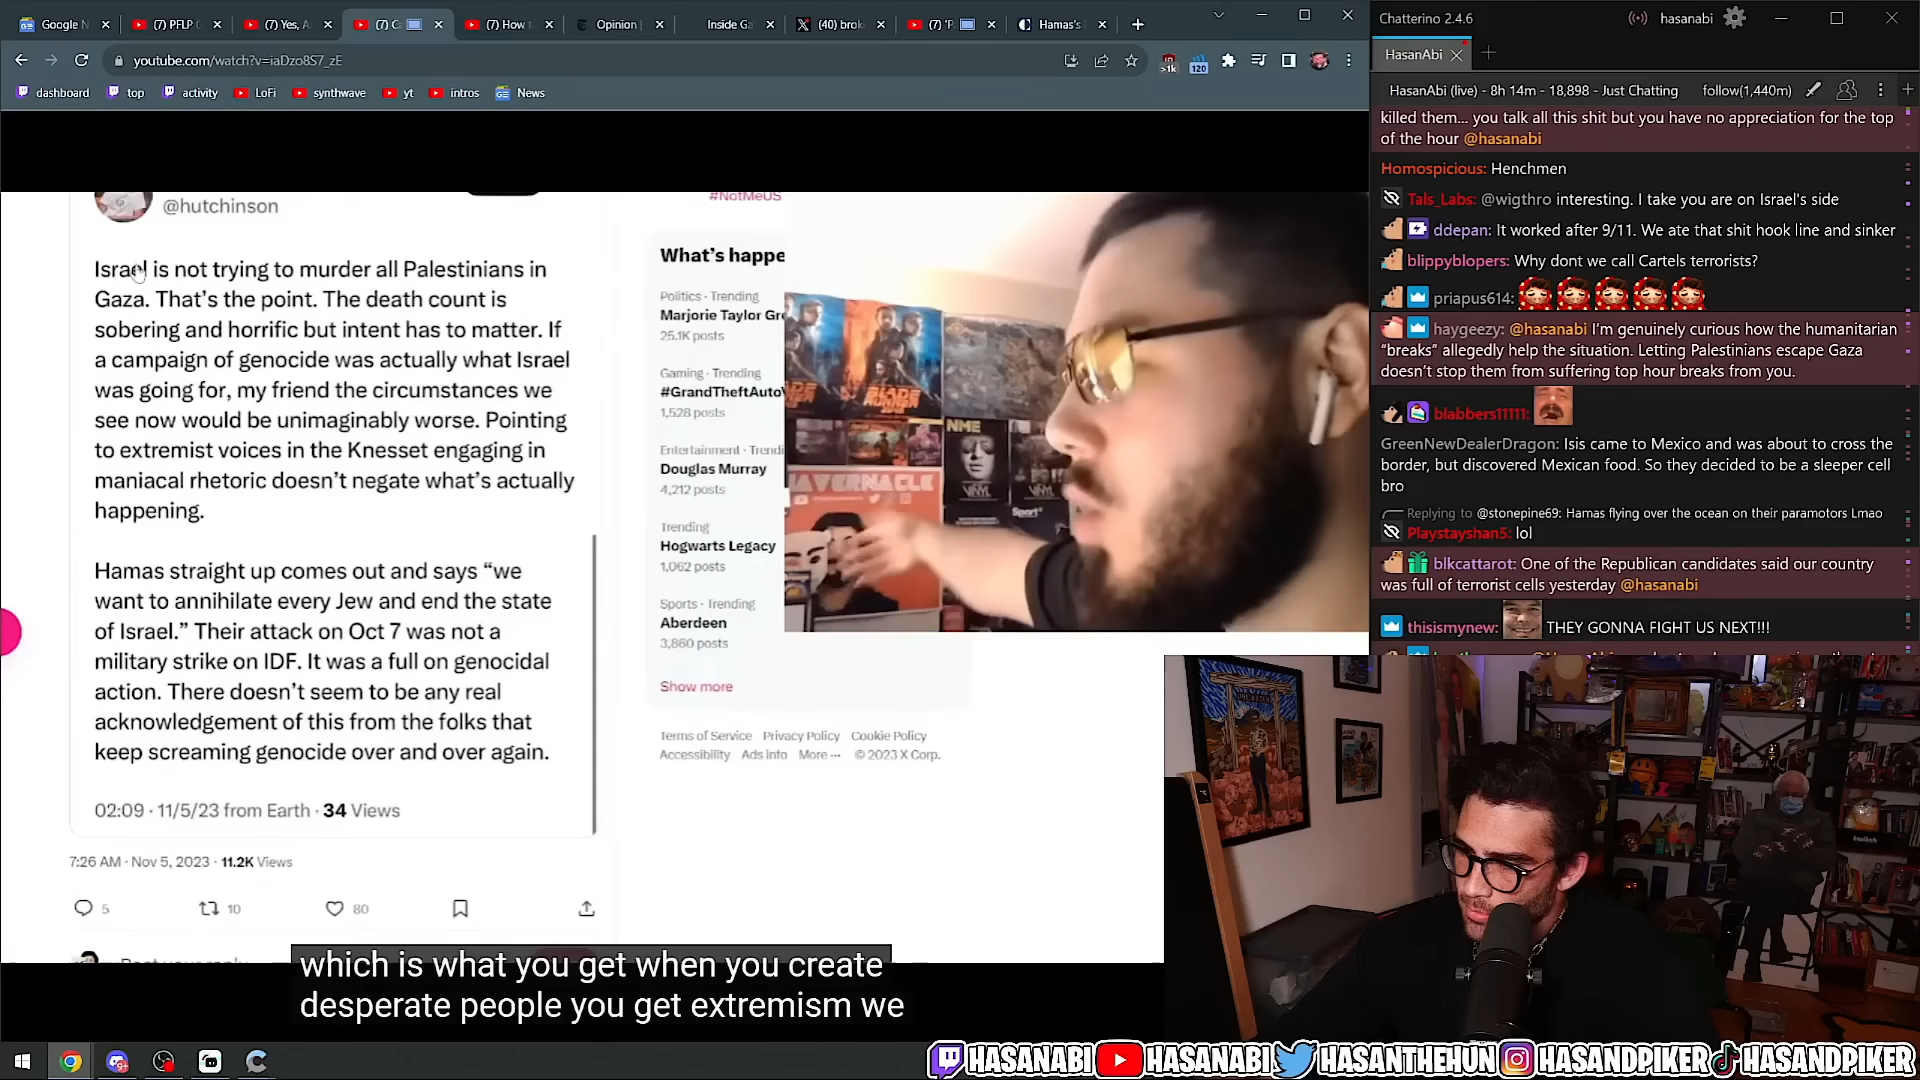 Google N
(7) PFLP
(7) Yes, A
(7) C
(7) How t
Opinion
Inside Ga
(40) brok
(7) 'P
Hamas's
youtube.com/watch?v=iaDzo8S7_zE
>1k
120
dashboard
top
activity
LoFi
synthwave
yt
intros
News
@hutchinson
Israel is not trying to murder all Palestinians in
Gaza. That's the point. The death count is
sobering and horrific but intent has to matter. If
a campaign of genocide was actually what Israel
was going for, my friend the circumstances we
see now would be unimaginably worse. Pointing
to extremist voices in the Knesset engaging in
maniacal rhetoric doesn't negate what's actually
happening.
Hamas straight up comes out and says “we
want to annihilate every Jew and end the state
of Israel.” Their attack on Oct 7 was not a
military strike on IDF. It was a full on genocidal
action. There doesn't seem to be any real
acknowledgement of this from the folks that
keep screaming genocide over and over again.
02:09 · 11/5/23 from Earth · 34 Views
7:26 AM · Nov 5, 2023 · 11.2K Views
5
10
80
#NotMeUS
What's happe
Politics · Trending
Marjorie Taylor Gre
25.1K posts
Gaming · Trending
#GrandTheftAutoV
1,528 posts
Entertainment · Trendi
Douglas Murray
4,212 posts
Trending
Hogwarts Legacy
1,062 posts
Sports · Trending
Aberdeen
3,860 posts
Show more
Terms of Service Privacy Policy Cookie Policy
Accessibility Ads info More ··· © 2023 X Corp.
BLADE
NME
VINYL
VINYL
AVERNACLE
which is what you get when you create
desperate people you get extremism we
Chatterino 2.4.6
hasanabi
HasanAbi
HasanAbi (live) - 8h 14m - 18,898 - Just Chatting
follow(1,440m)
killed them... you talk all this shit but you have no appreciation for the top
of the hour @hasanabi
Homospicious: Henchmen
Tals_Labs: @wigthro interesting. I take you are on Israel's side
ddepan: It worked after 9/11. We ate that shit hook line and sinker
blippyblopers: Why dont we call Cartels terrorists?
priapus614:
haygeezy: @hasanabi I'm genuinely curious how the humanitarian
“breaks” allegedly help the situation. Letting Palestinians escape Gaza
doesn't stop them from suffering top hour breaks from you.
blabbers11111:
GreenNewDealerDragon: Isis came to Mexico and was about to cross the
border, but discovered Mexican food. So they decided to be a sleeper cell
bro
Replying to @stonepine69: Hamas flying over the ocean on their paramotors Lmao
Playstayshan5: lol
blkcattarot: One of the Republican candidates said our country
was full of terrorist cells yesterday @hasanabi
thisismynew: THEY GONNA FIGHT US NEXT!!!
HASANABI HASANABI HASANTHEHUN HASANDPIKER HASANDPIKER